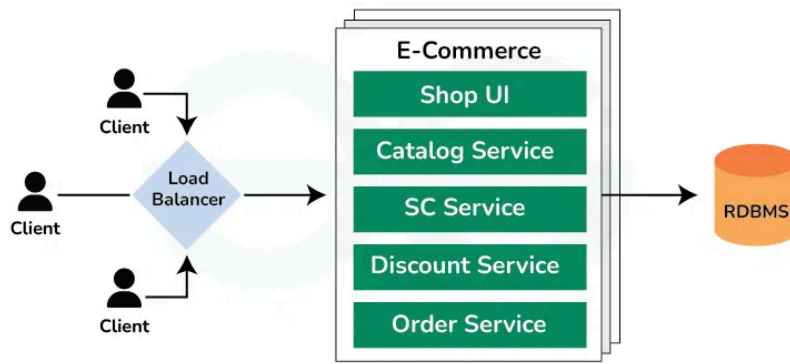 E-Commerce
Shop UI
Client
Catalog Service
Load
Balancer
SC Service
RDBMS
Client
Discount Service
Client
Order Service